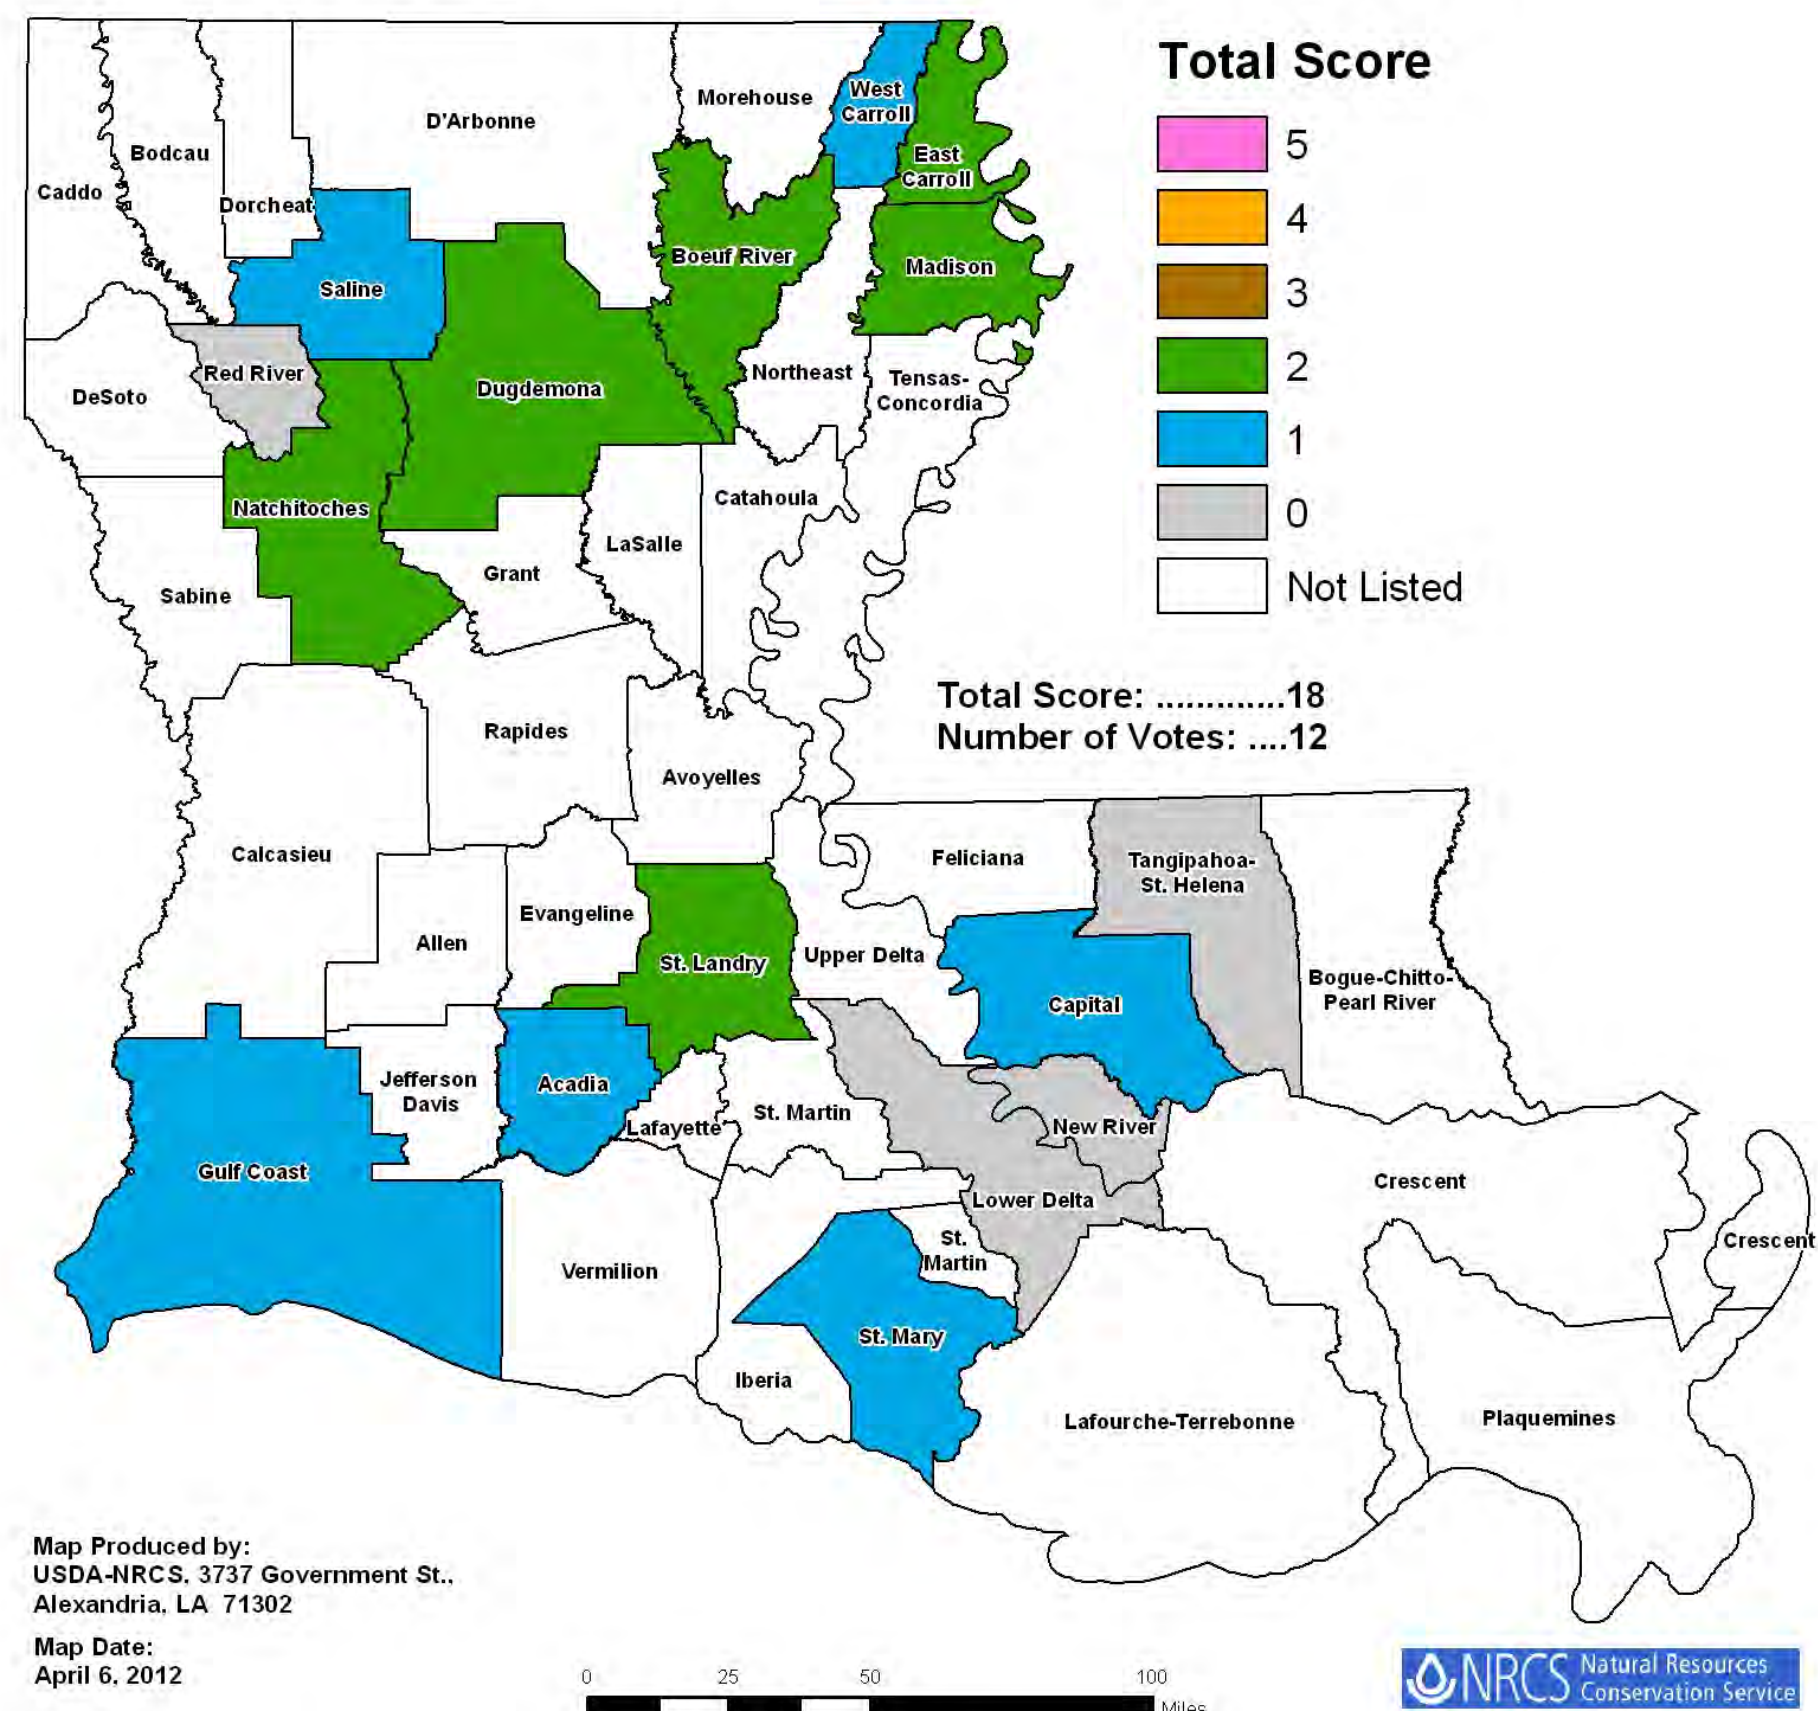 Total Score
5
4
3
2
1
0
Not Listed
Total Score: .............18
Number of Votes: ....12
Morehouse
West
Carroll
D'Arbonne
Bodcau
East
Carroll
Caddo
Dorcheat
Boeuf River
Madison
Saline
Red River
Northeast
Tensas-
Concordia
DeSoto
Dugdemona
Natchitoches
Catahoula
LaSalle
Grant
Sabine
Rapides
Avoyelles
Calcasieu
Feliciana
Tangipahoa-
St. Helena
Evangeline
Allen
St. Landry
Upper Delta
Bogue-Chitto-
Pearl River
Capital
Jefferson
Davis
Acadia
St. Martin
Lafayette
New River
Gulf Coast
Crescent
Lower Delta
St.
Martin
Crescent
Vermilion
St. Mary
Iberia
Lafourche-Terrebonne
Plaquemines
Map Produced by:
USDA-NRCS, 3737 Government St.,
Alexandria, LA 71302
Map Date:
April 6, 2012
0 25 50 100
Miles
NRCS Natural Resources
Conservation Service